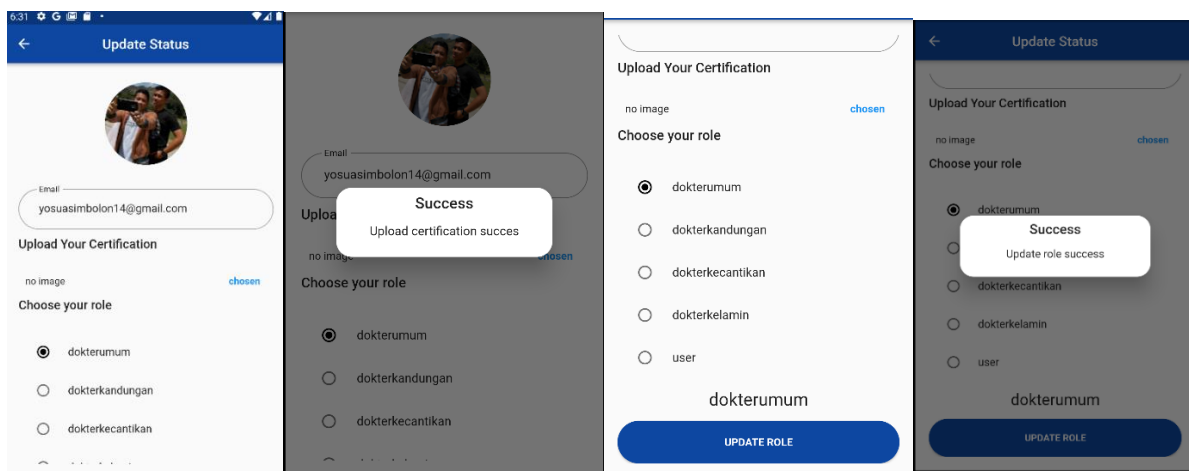 6:31 G
Update Status
Email
yosuasimbolon14@gmail.com
Upload Your Certification
no image chosen
Choose your role
dokterumum
dokterkandungan
dokterkecantikan
Email
yosuasimbolon14@gmail.com
Success
Upload certification succes
Uploa
no image hosen
Choose your role
dokterumum
dokterkandungan
dokterkecantikan
Upload Your Certification
no image chosen
Choose your role
dokterumum
dokterkandungan
dokterkecantikan
dokterkelamin
user
dokterumum
UPDATE ROLE
Update Status
Upload Your Certification
no image chosen
Choose your role
dokterumum
Success
Update role success
dokterkecantikan
dokterkelamin
user
dokterumum
UPDATE ROLE